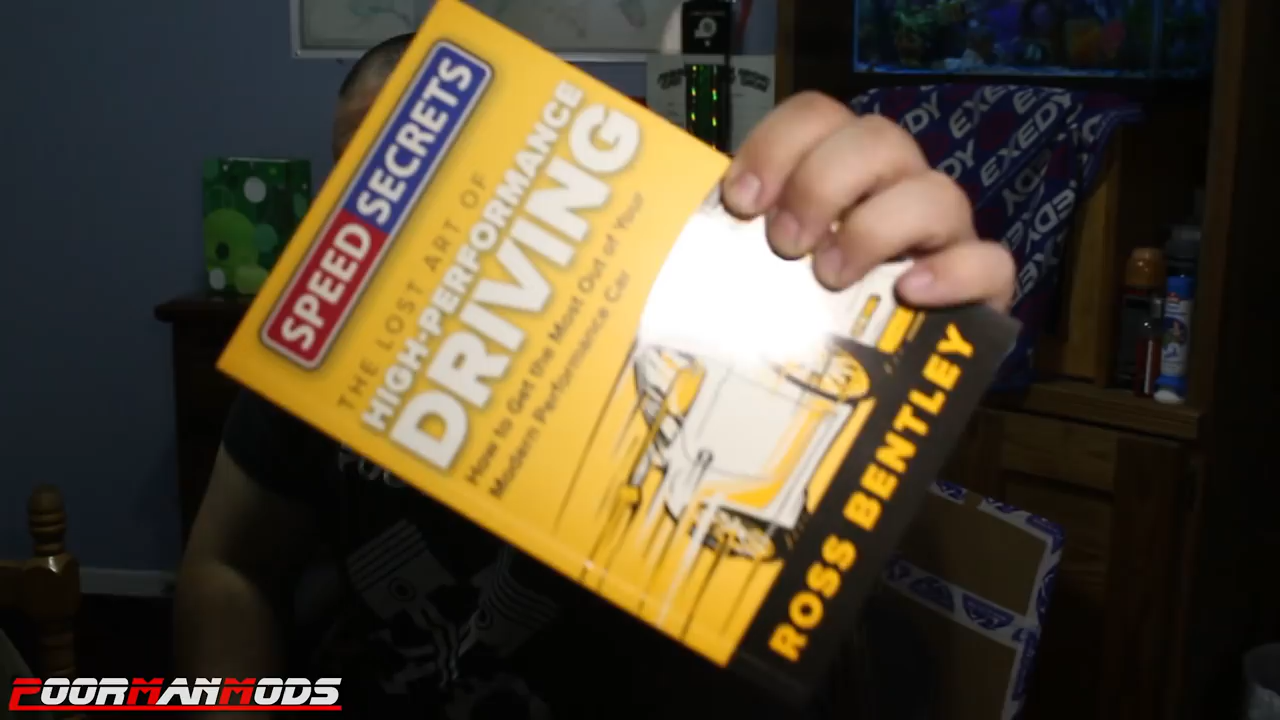 SPEED SECRETS
THE LOST ART OF
HIGH-PERFORMANCE
DRIVING
How to Get the Most Out of Your
Modern Performance Car
ROSS BENTLEY
EXEDY
EXEDY
EXEDY
POORMANMODS